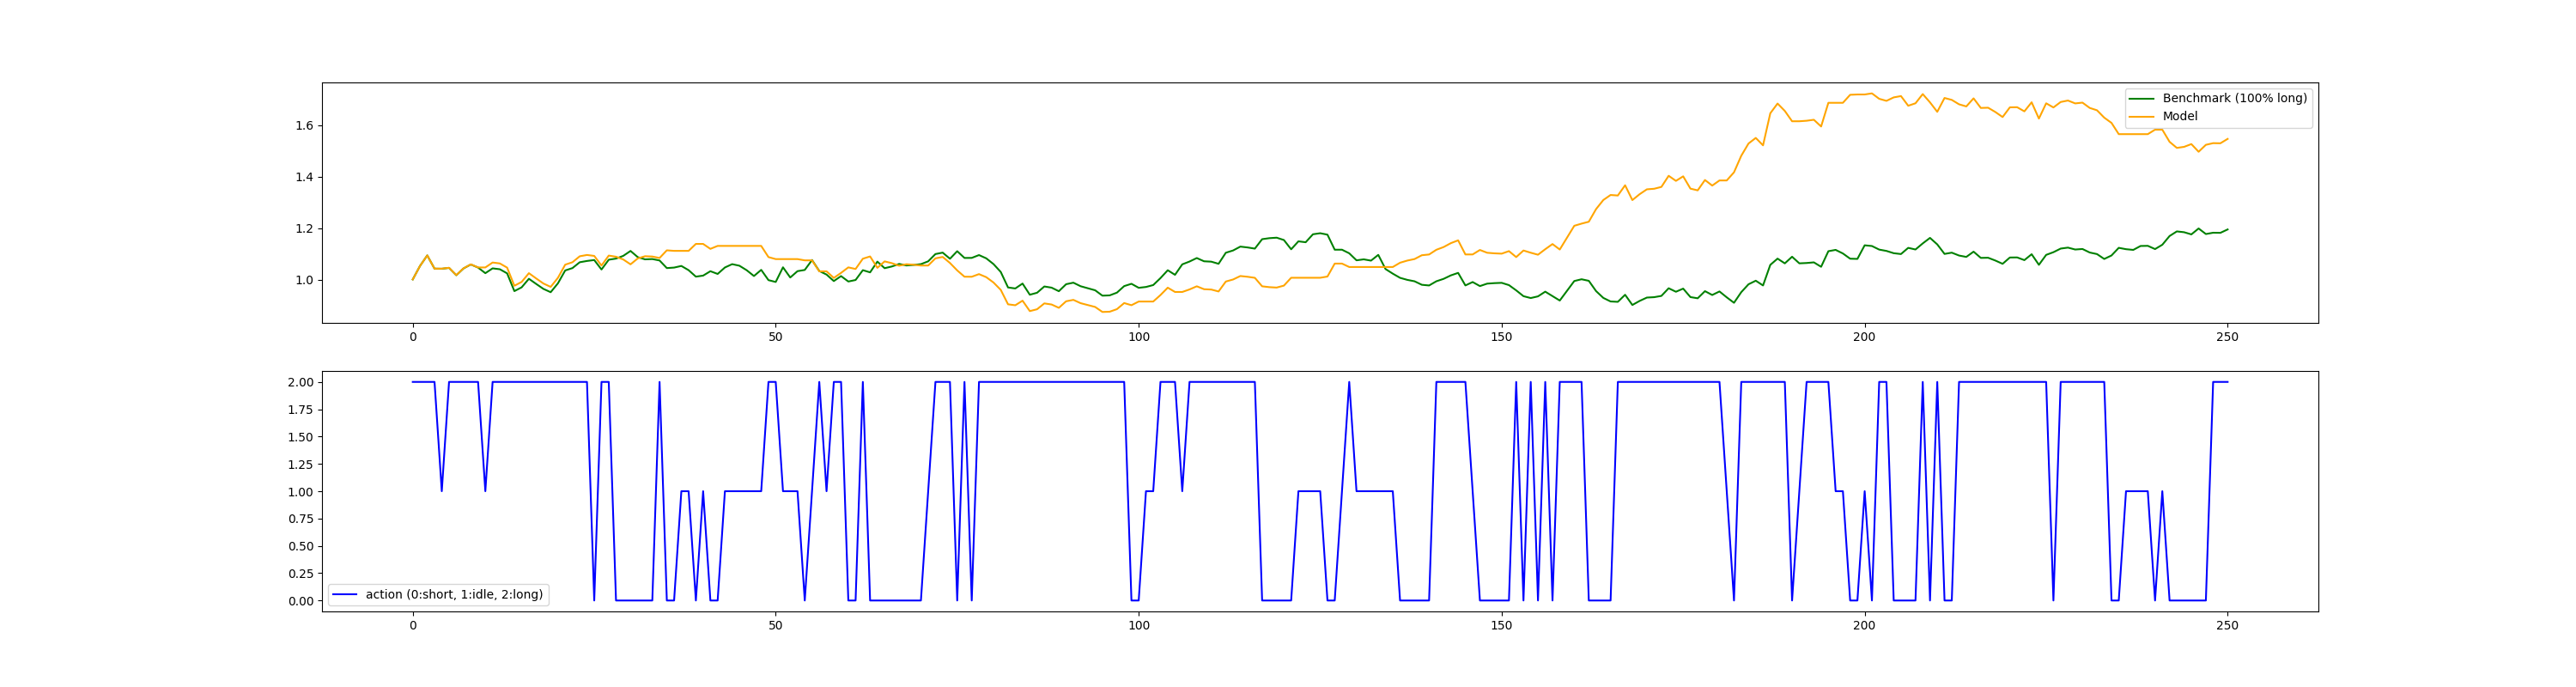 1.6
1.4
1.2
1.0
Benchmark (100% long)
Model
0 50 100 150 200 250
2.00
1.75
1.50
1.25
1.00
0.75
0.50
0.25
0.00
action (0:short, 1:idle, 2:long)
0 50 100 150 200 250